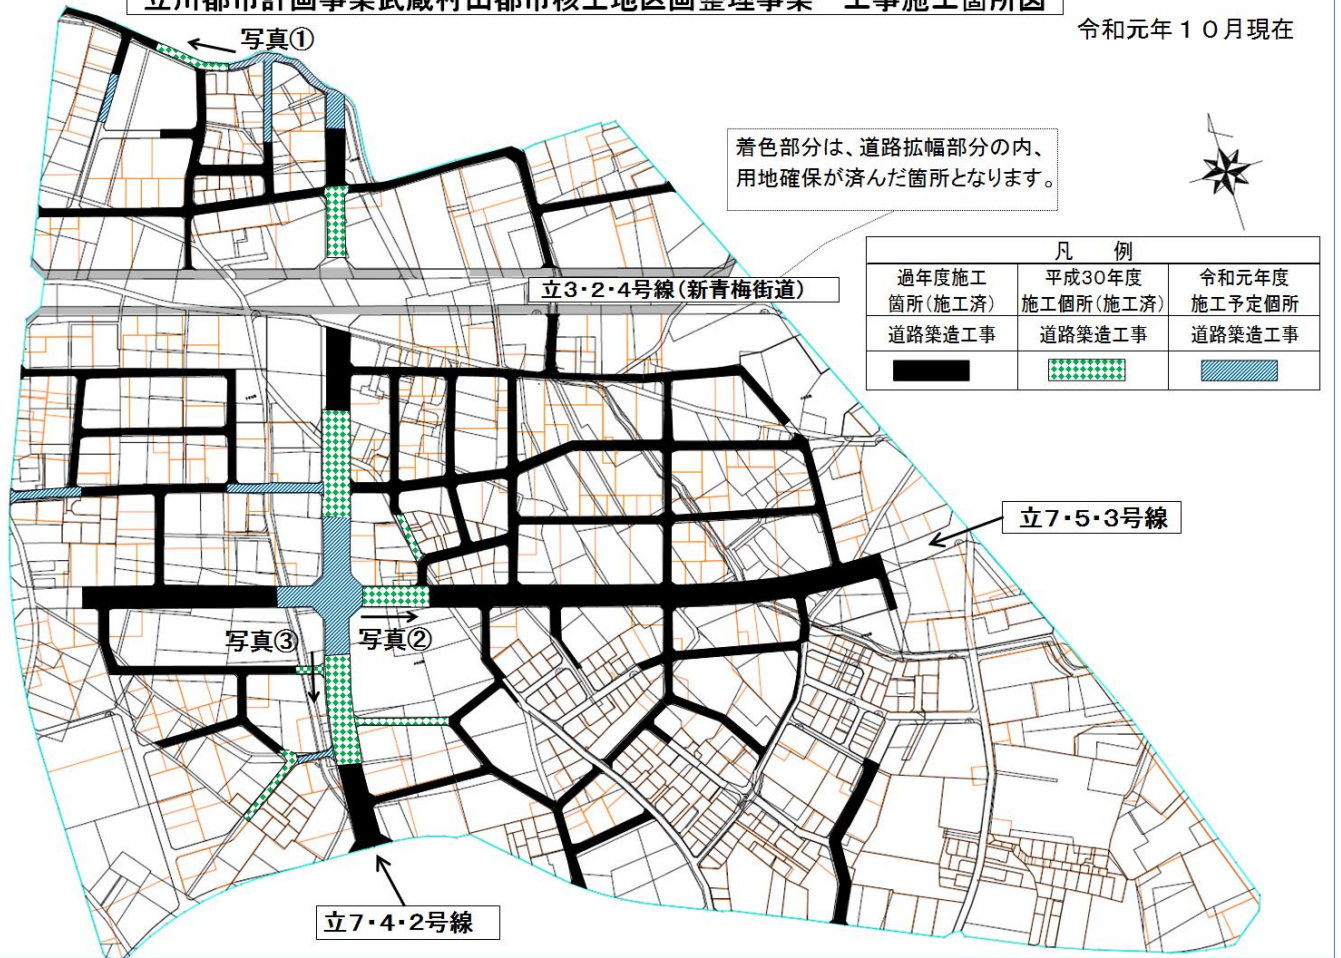 立川都市計画事業武蔵村山都市核土地区画整理事業　工事施工箇所図
令和元年１０月現在
写真①
着色部分は、道路拡幅部分の内、
用地確保が済んだ箇所となります。
凡　例
過年度施工
箇所(施工済)
平成30年度
施工個所(施工済)
令和元年度
施工予定個所
道路築造工事
道路築造工事
道路築造工事
立3・2・4号線(新青梅街道)
立7・5・3号線
写真③
写真②
立7・4・2号線